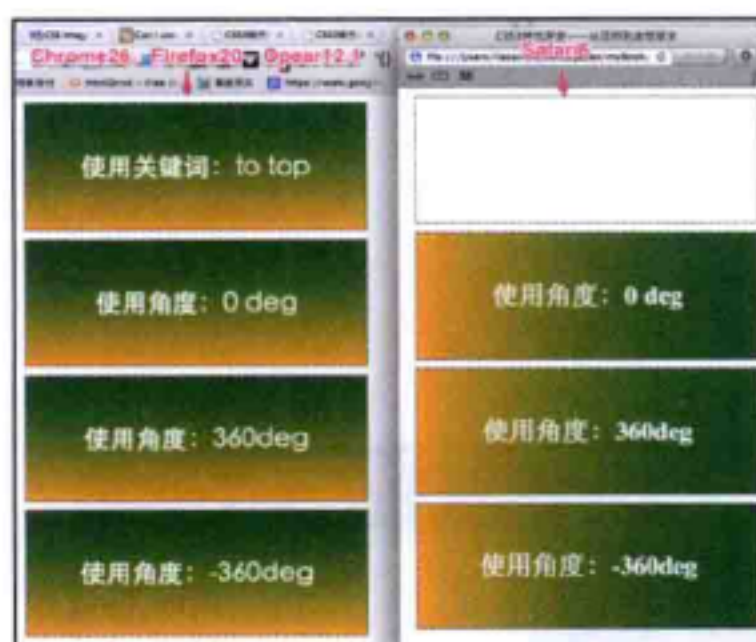 Chrome26
Firefox20
Opear12.1
使用关键词：to top
使用角度：0 deg
使用角度：360deg
使用角度：-360deg
Safari6
使用角度：0 deg
使用角度：360deg
使用角度：-360deg